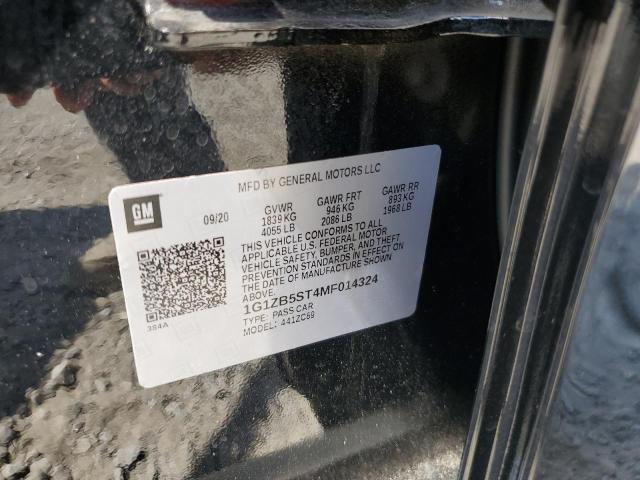 MFD BY GENERAL MOTORS LLC
GM
09/20
GVWR
1839 KG
4055 LB
GAWR FRT
946 KG
2086 LB
GAWR RR
893 KG
1968 LB
THIS VEHICLE CONFORMS TO ALL
APPLICABLE U.S. FEDERAL MOTOR
VEHICLE SAFETY, BUMPER, AND THEFT
PREVENTION STANDARDS IN EFFECT ON
THE DATE OF MANUFACTURE SHOWN
ABOVE.
1G1ZB5ST4MF014324
TYPE: PASS CAR
MODEL: 441ZC69
384A